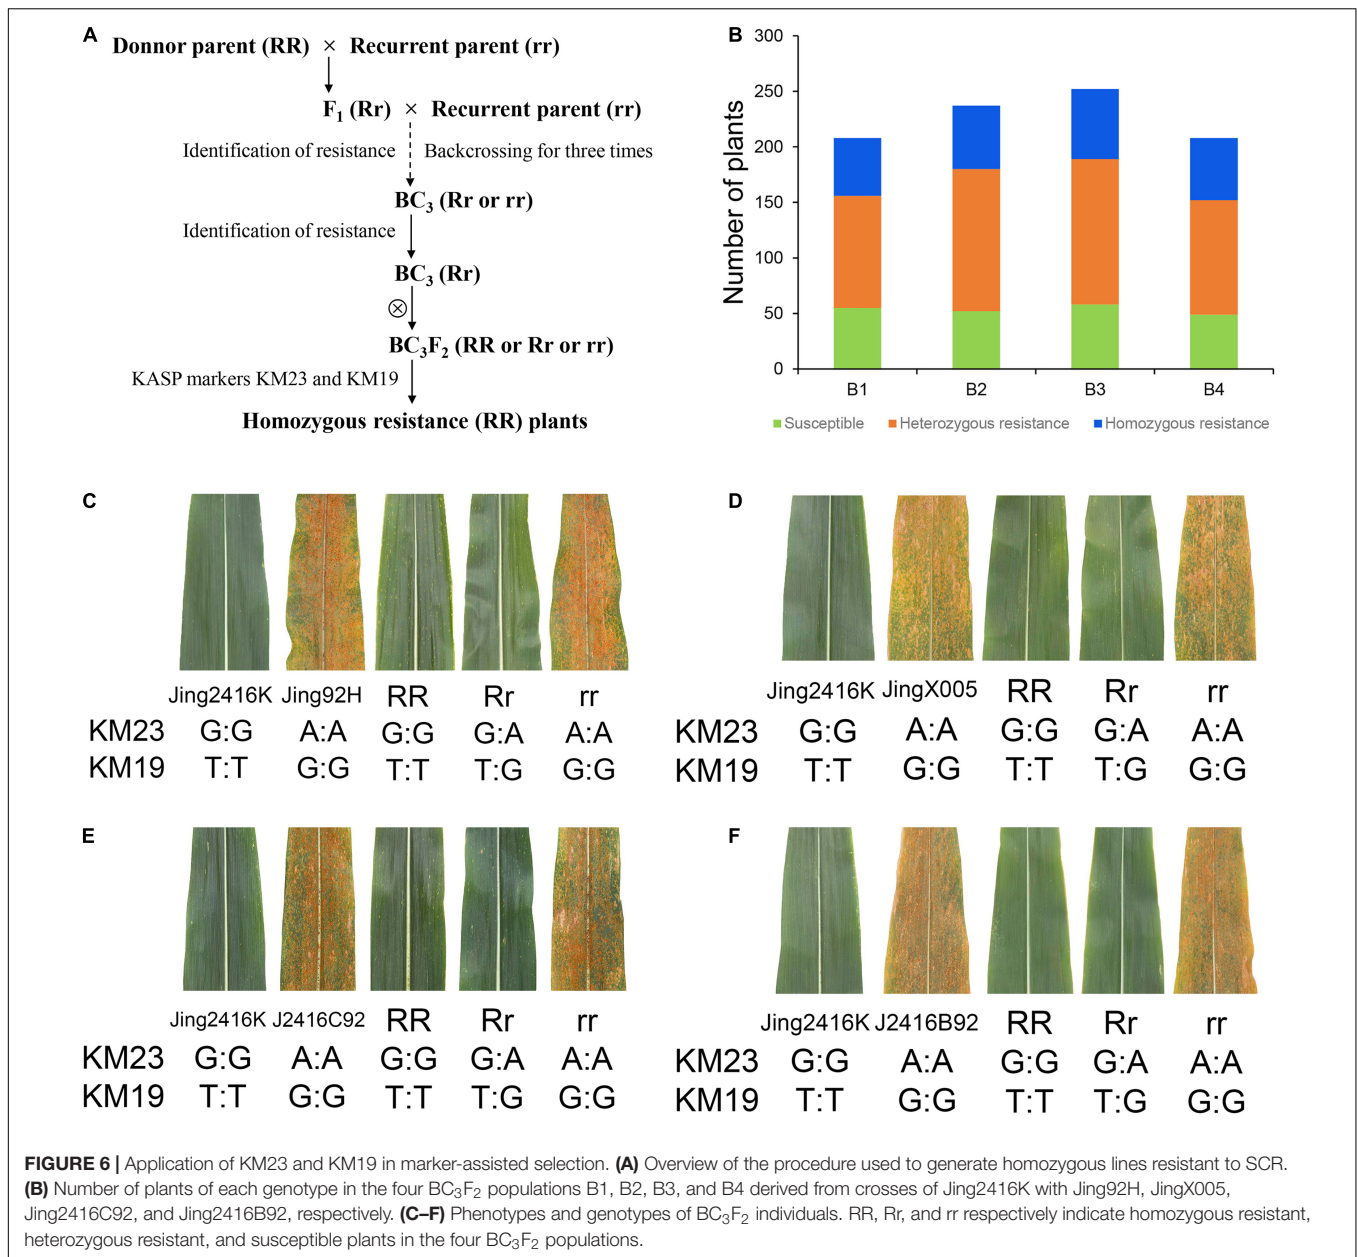 A
Donnor parent (RR) × Recurrent parent (rr)
F1 (Rr) × Recurrent parent (rr)
Identification of resistance Backcrossing for three times
BC3 (Rr or rr)
Identification of resistance
BC3 (Rr)
⊗
BC3F2 (RR or Rr or rr)
KASP markers KM23 and KM19
Homozygous resistance (RR) plants
B
Number of plants
300
250
200
150
100
50
0
B1 B2 B3 B4
Susceptible Heterozygous resistance Homozygous resistance
C
Jing2416K Jing92H RR Rr rr
KM23 G:G A:A G:G G:A A:A
KM19 T:T G:G T:T T:G G:G
D
Jing2416K JingX005 RR Rr rr
KM23 G:G A:A G:G G:A A:A
KM19 T:T G:G T:T T:G G:G
E
Jing2416K J2416C92 RR Rr rr
KM23 G:G A:A G:G G:A A:A
KM19 T:T G:G T:T T:G G:G
F
Jing2416K J2416B92 RR Rr rr
KM23 G:G A:A G:G G:A A:A
KM19 T:T G:G T:T T:G G:G
FIGURE 6 | Application of KM23 and KM19 in marker-assisted selection. (A) Overview of the procedure used to generate homozygous lines resistant to SCR.
(B) Number of plants of each genotype in the four BC3F2 populations B1, B2, B3, and B4 derived from crosses of Jing2416K with Jing92H, JingX005,
Jing2416C92, and Jing2416B92, respectively. (C–F) Phenotypes and genotypes of BC3F2 individuals. RR, Rr, and rr respectively indicate homozygous resistant,
heterozygous resistant, and susceptible plants in the four BC3F2 populations.